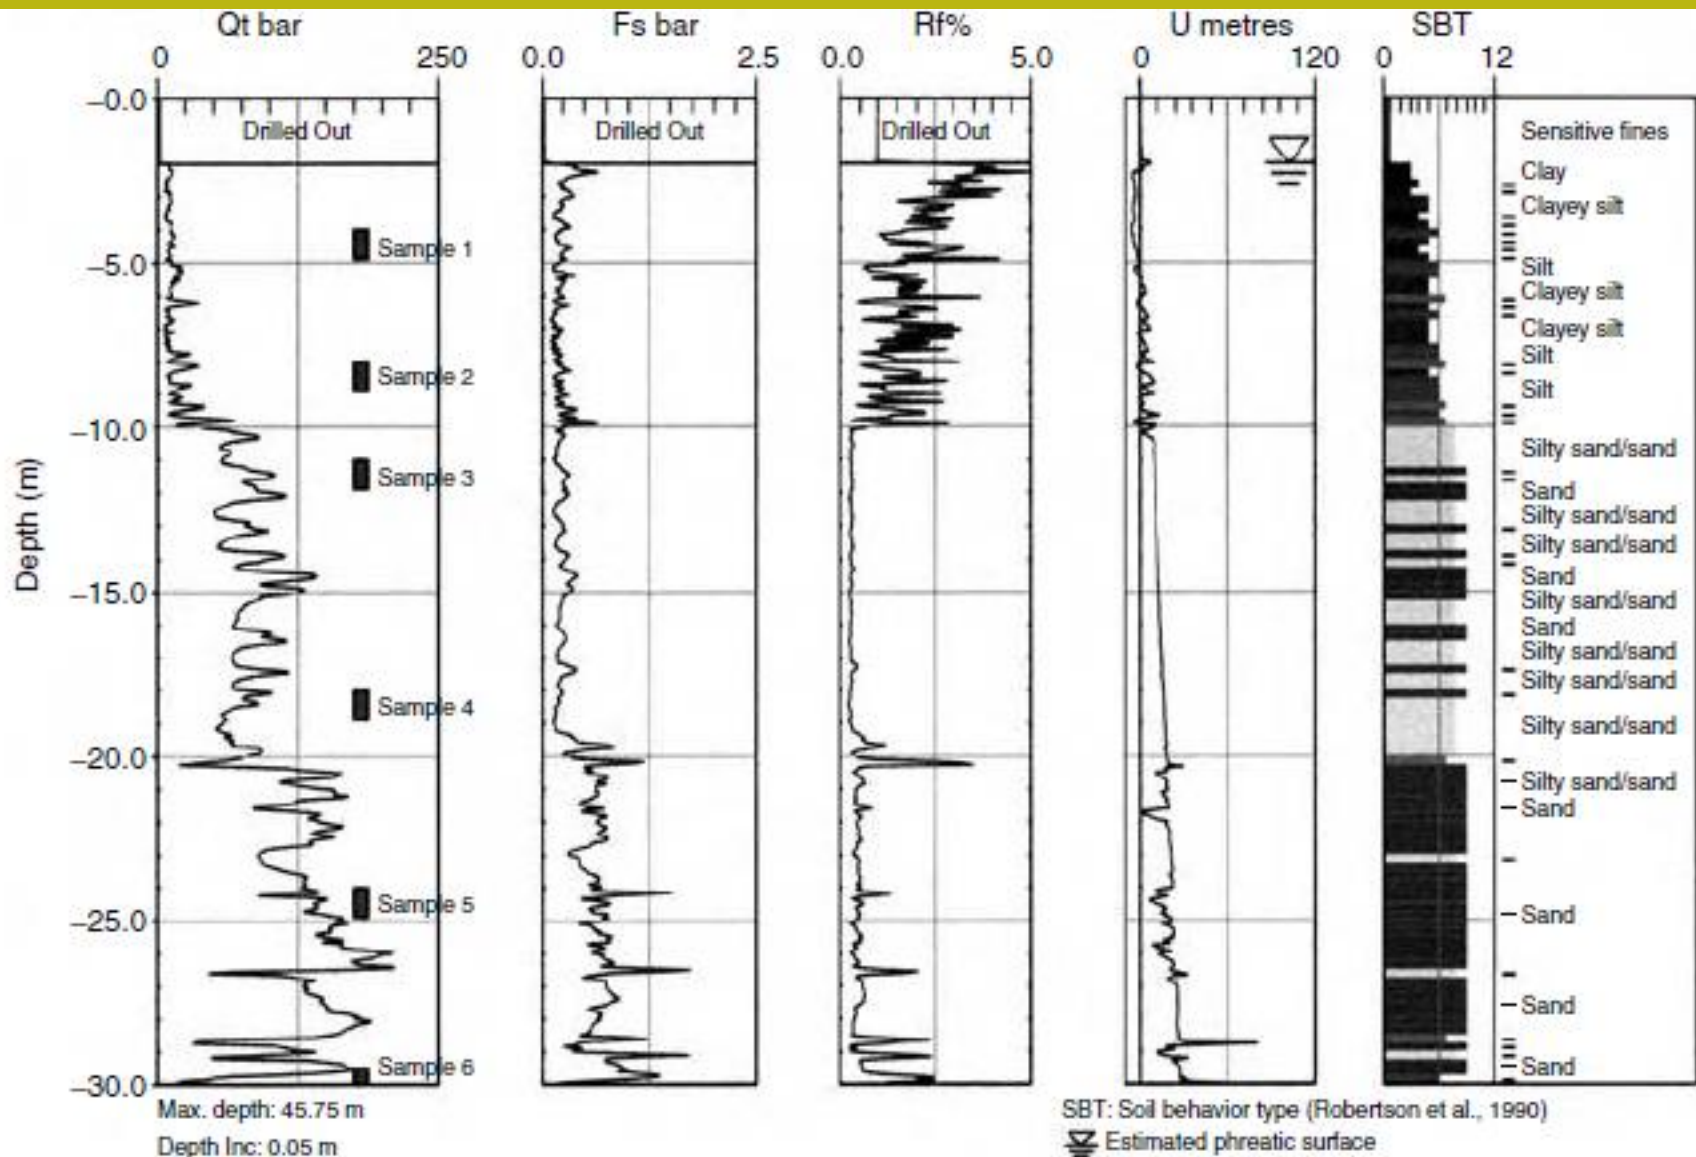 Qt bar Fs bar Rf% U metres SBT
0 250 0.0 2.5 0.0 5.0 0 120 0 12
Depth (m)
−0.0
Drilled Out Drilled Out Drilled Out
Sensitive fines
Clay
Clayey silt
Sample 1
−5.0
Silt
Clayey silt
Clayey silt
Silt
Sample 2
Silt
−10.0
Silty sand/sand
Sample 3
Sand
Silty sand/sand
Silty sand/sand
Sand
−15.0
Silty sand/sand
Sand
Silty sand/sand
Silty sand/sand
Sample 4
Silty sand/sand
−20.0
Silty sand/sand
Sand
Sample 5
Sand
−25.0
Sand
Sample 6
Sand
−30.0
Max. depth: 45.75 m
SBT: Soil behavior type (Robertson et al., 1990)
Depth Inc: 0.05 m
Estimated phreatic surface